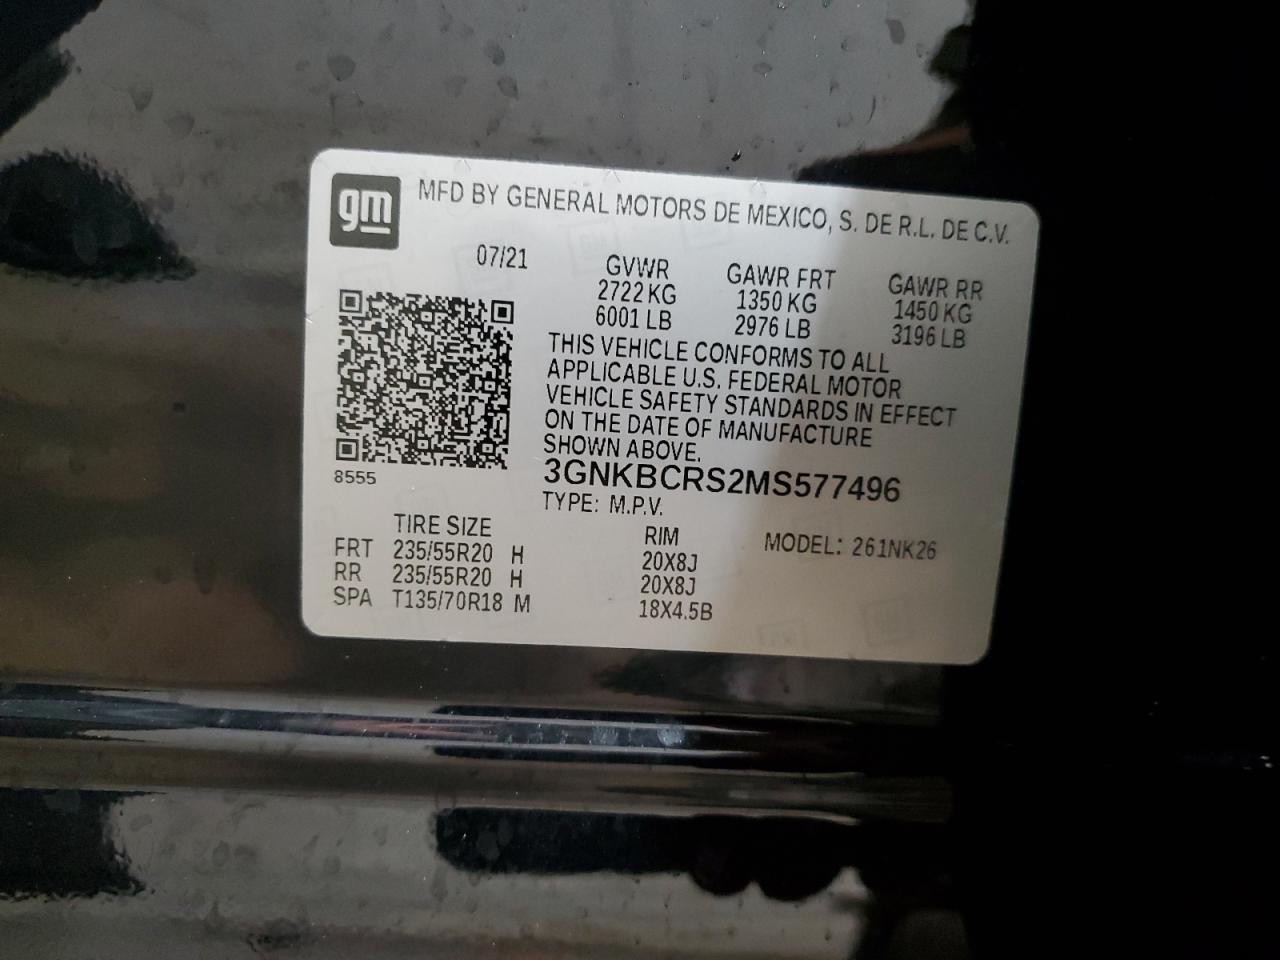 gm MFD BY GENERAL MOTORS DE MEXICO, S. DE R.L. DE C.V.
07/21 GVWR GAWR FRT GAWR RR
2722 KG 1350 KG 1450 KG
6001 LB 2976 LB 3196 LB
THIS VEHICLE CONFORMS TO ALL
APPLICABLE U.S. FEDERAL MOTOR
VEHICLE SAFETY STANDARDS IN EFFECT
ON THE DATE OF MANUFACTURE
SHOWN ABOVE.
8555 3GNKBCRS2MS577496
TYPE: M.P.V.
TIRE SIZE RIM MODEL: 261NK26
FRT 235/55R20 H 20X8J
RR 235/55R20 H 20X8J
SPA T135/70R18 M 18X4.5B